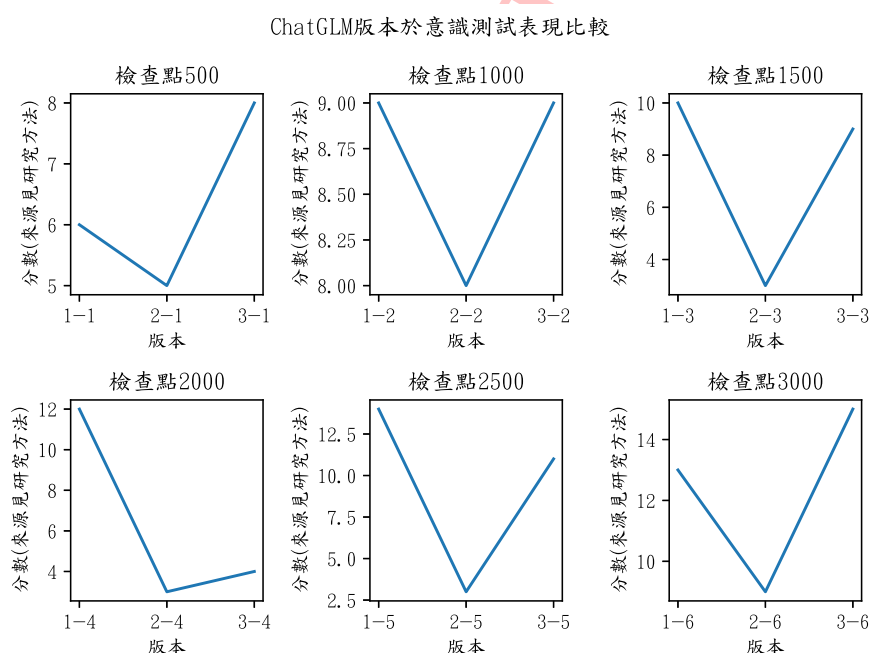 ChatGLM版本於意識測試表現比較
檢查點500
分數(來源見研究方法)
8
7
6
5
1-1 2-1 3-1
版本
檢查點1000
分數(來源見研究方法)
9.00
8.75
8.50
8.25
8.00
1-2 2-2 3-2
版本
檢查點1500
分數(來源見研究方法)
10
8
6
4
1-3 2-3 3-3
版本
檢查點2000
分數(來源見研究方法)
12
10
8
6
4
1-4 2-4 3-4
版本
檢查點2500
分數(來源見研究方法)
12.5
10.0
7.5
5.0
2.5
1-5 2-5 3-5
版本
檢查點3000
分數(來源見研究方法)
14
12
10
1-6 2-6 3-6
版本